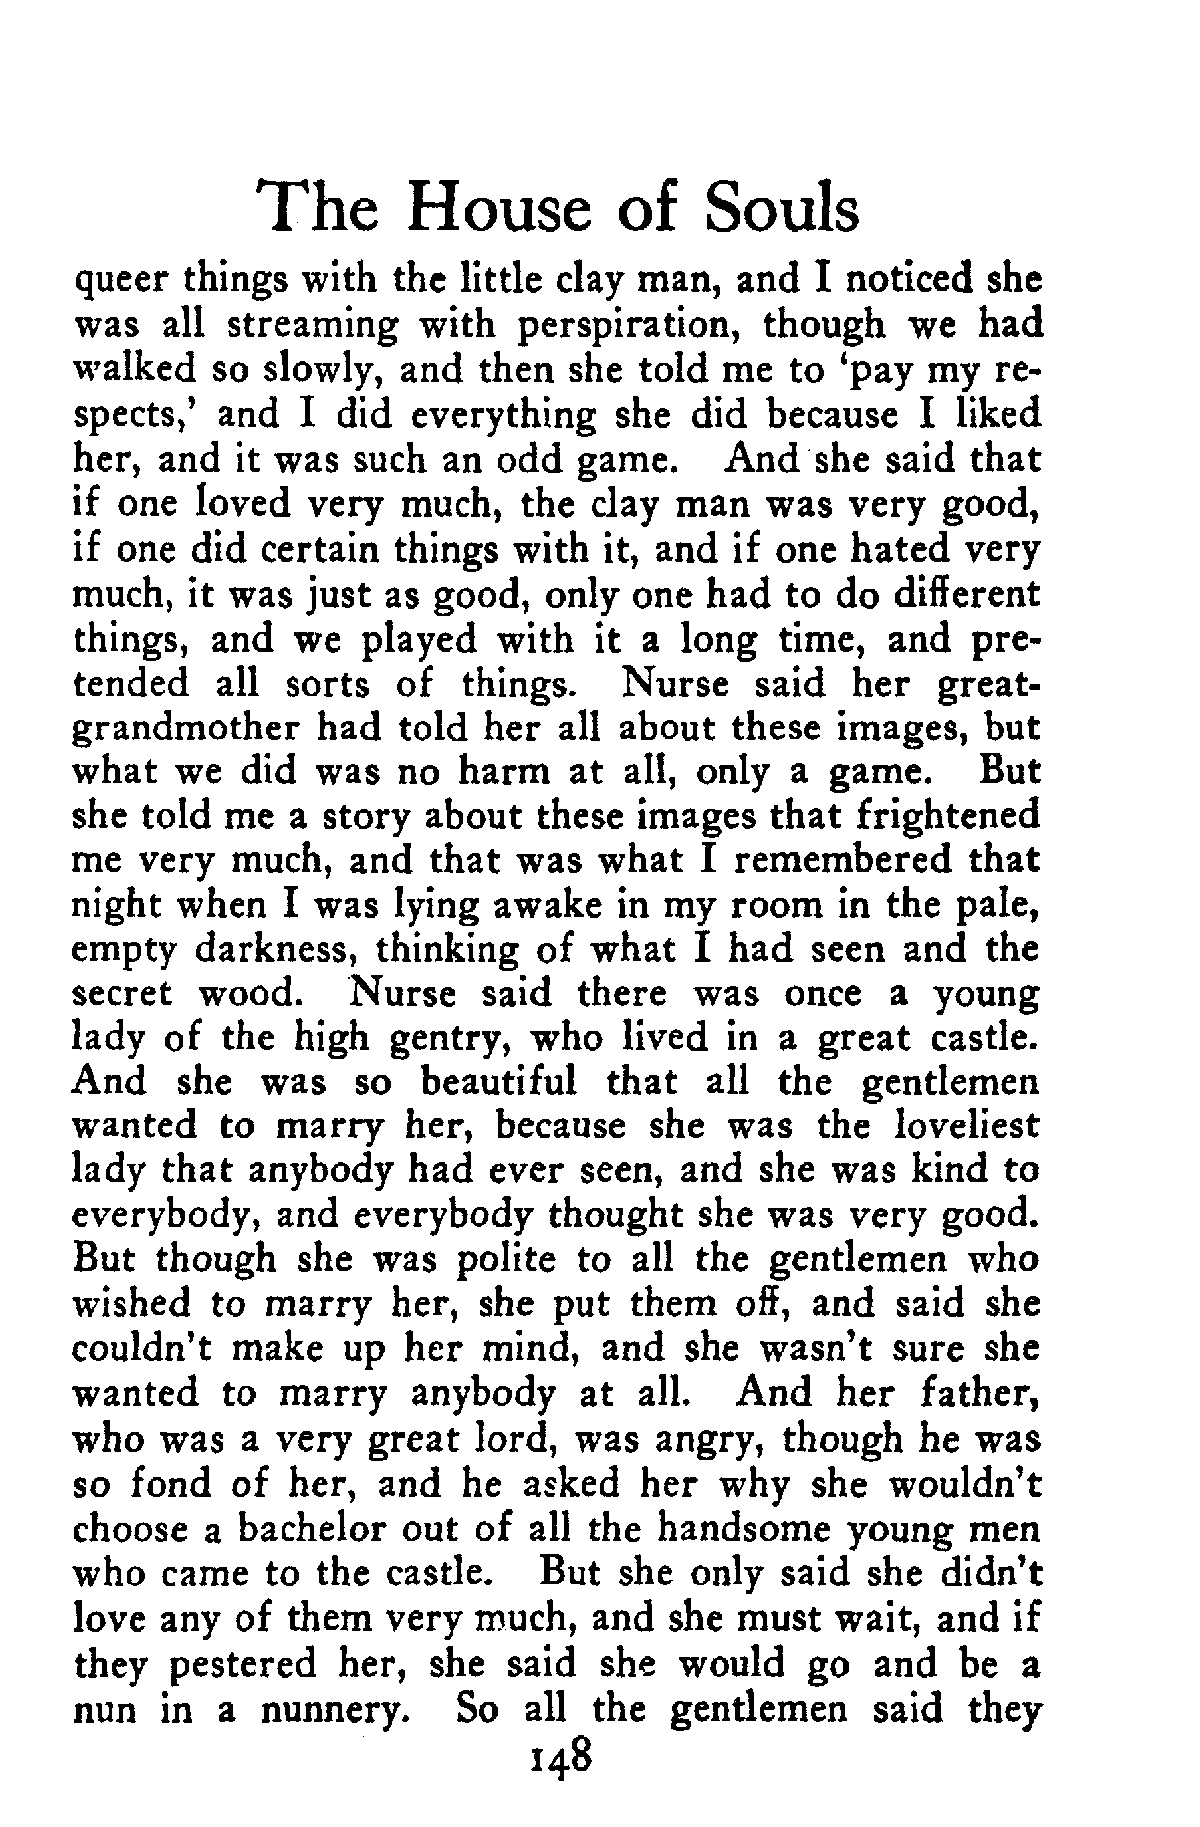 The House of Souls
queer things with the little clay man, and I noticed she
was all streaming with perspiration, though we had
walked so slowly, and then she told me to ‘pay my re-
spects,’ and I did everything she did because I liked
her, and it was such an odd game. And she said that
if one loved very much, the clay man was very good,
if one did certain things with it, and if one hated very
much, it was just as good, only one had to do different
things, and we played with it a long time, and pre-
tended all sorts of things. Nurse said her great-
grandmother had told her all about these images, but
what we did was no harm at all, only a game. But
she told me a story about these images that frightened
me very much, and that was what I remembered that
night when I was lying awake in my room in the pale,
empty darkness, thinking of what I had seen and the
secret wood. Nurse said there was once a young
lady of the high gentry, who lived in a great castle.
And she was so beautiful that all the gentlemen
wanted to marry her, because she was the loveliest
lady that anybody had ever seen, and she was kind to
everybody, and everybody thought she was very good.
But though she was polite to all the gentlemen who
wished to marry her, she put them off, and said she
couldn’t make up her mind, and she wasn’t sure she
wanted to marry anybody at all. And her father,
who was a very great lord, was angry, though he was
so fond of her, and he asked her why she wouldn’t
choose a bachelor out of all the handsome young men
who came to the castle. But she only said she didn’t
love any of them very much, and she must wait, and if
they pestered her, she said she would go and be a
nun in a nunnery. So all the gentlemen said they
148